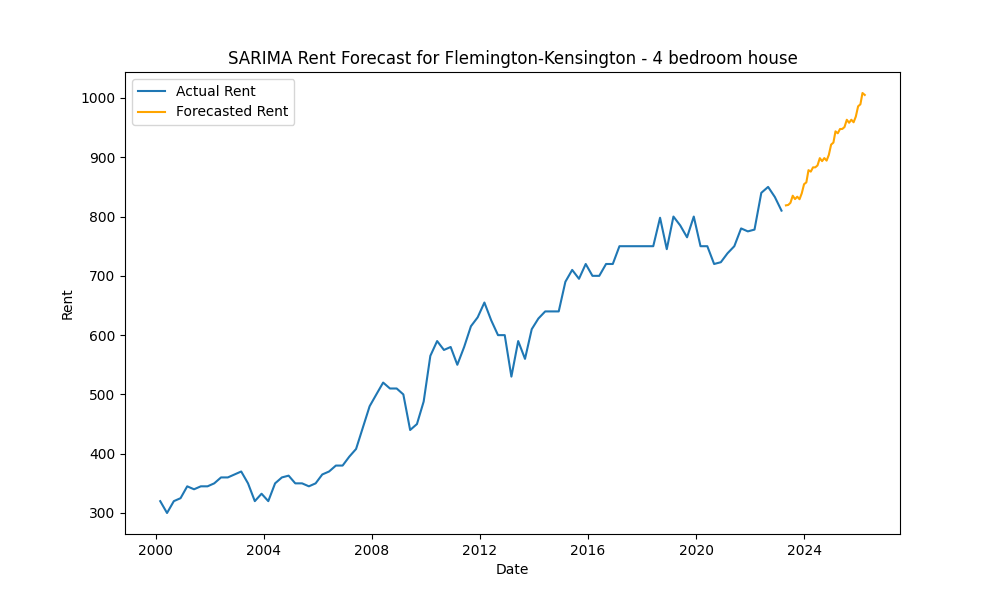 SARIMA Rent Forecast for Flemington-Kensington - 4 bedroom house
Actual Rent
Forecasted Rent
1000
900
800
700
600
500
400
300
Rent
2000 2004 2008 2012 2016 2020 2024
Date